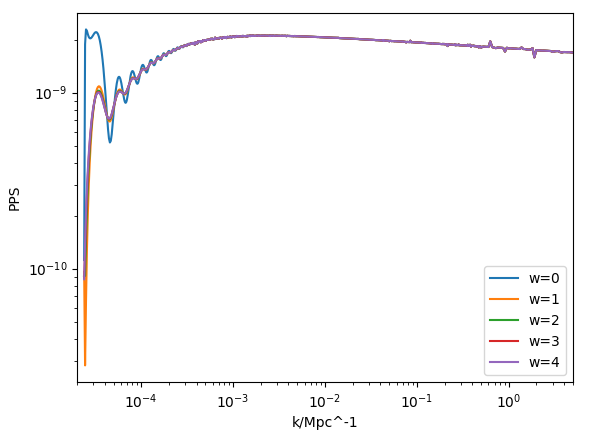 PPS
10^{-9}
10^{-10}
10^{-4}
10^{-3}
10^{-2}
10^{-1}
10^{0}
k/Mpc^-1
w=0
w=1
w=2
w=3
w=4